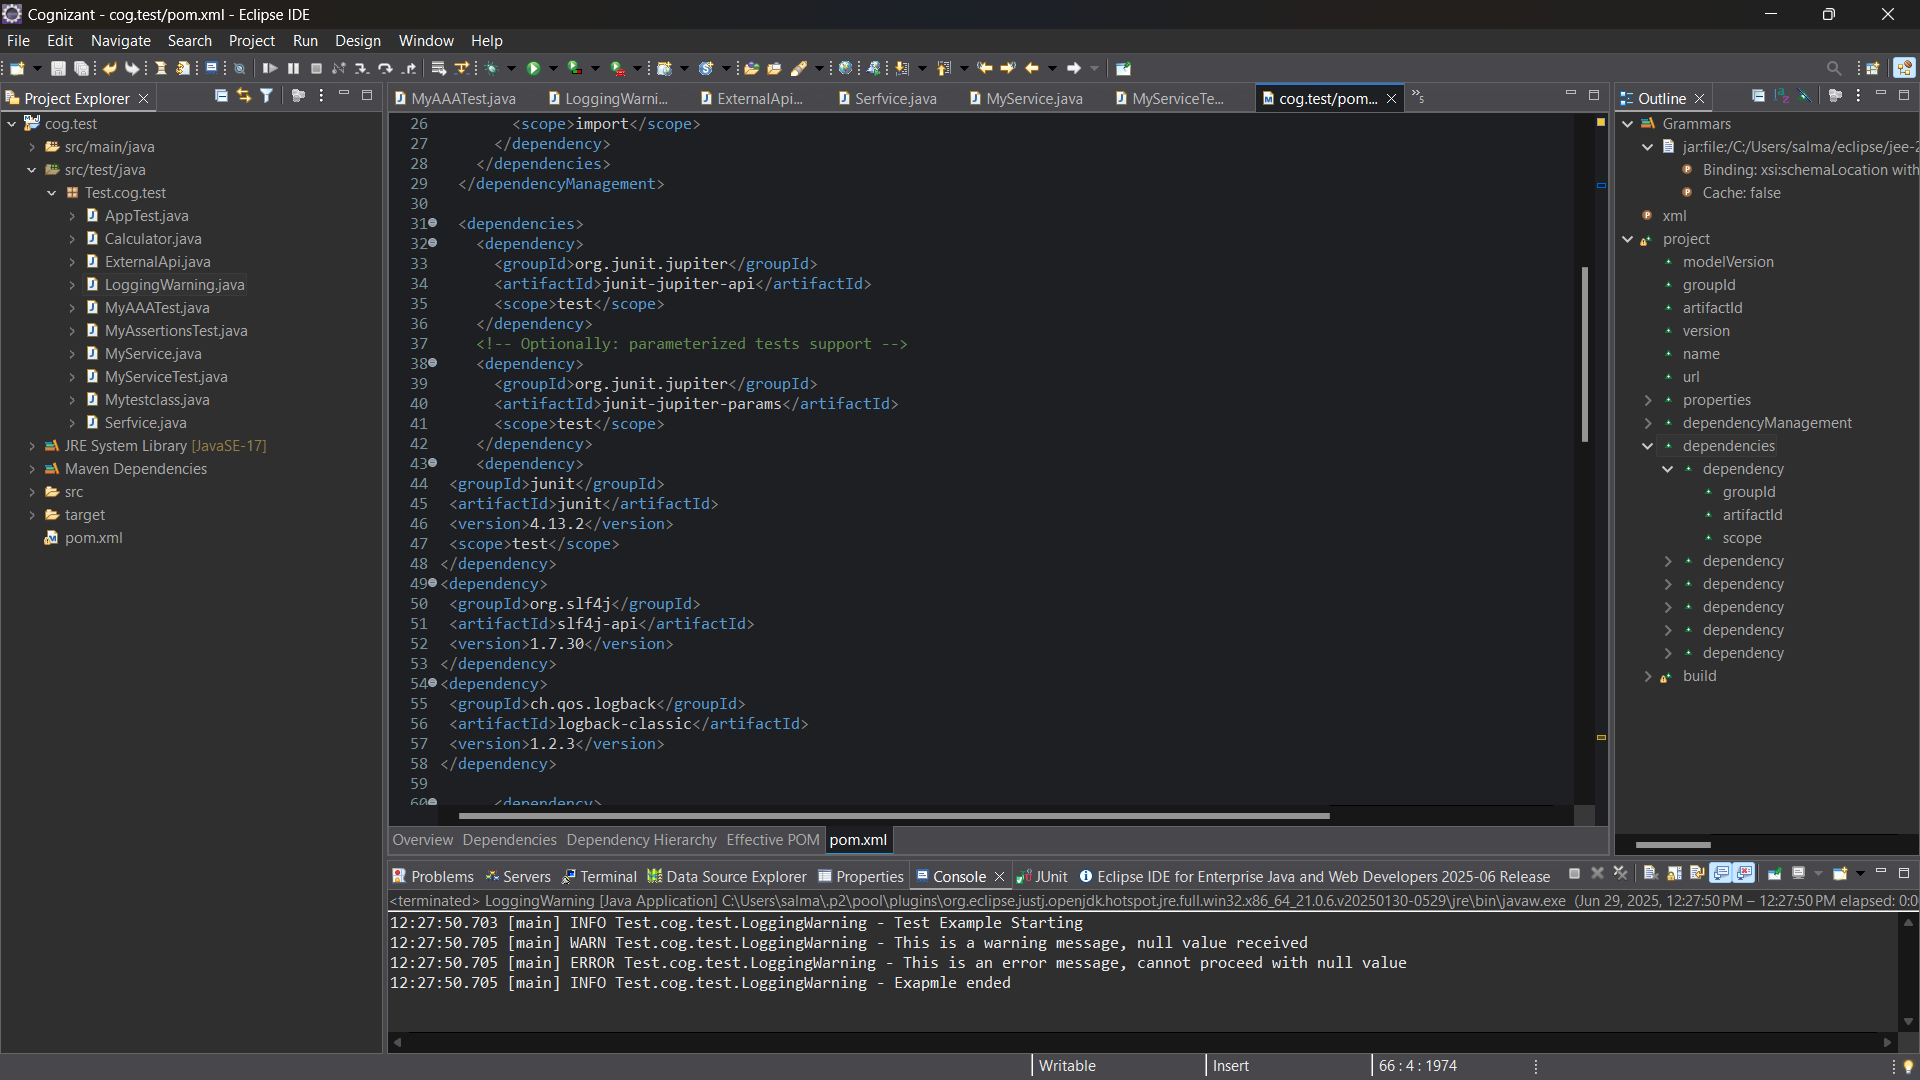 Cognizant - cog.test/pom.xml - Eclipse IDE
File Edit Navigate Search Project Run Design Window Help
Project Explorer
cog.test
src/main/java
src/test/java
Test.cog.test
AppTest.java
Calculator.java
ExternalApi.java
LoggingWarning.java
MyAAATest.java
MyAssertionsTest.java
MyService.java
MyServiceTest.java
Mytestclass.java
Serfvice.java
JRE System Library [JavaSE-17]
Maven Dependencies
src
target
pom.xml
MyAAATest.java LoggingWarni... ExternalApi... Serfvice.java MyService.java MyServiceTe... cog.test/pom... »5
26 <scope>import</scope>
27 </dependency>
28 </dependencies>
29 </dependencyManagement>
30
31 <dependencies>
32 <dependency>
33 <groupId>org.junit.jupiter</groupId>
34 <artifactId>junit-jupiter-api</artifactId>
35 <scope>test</scope>
36 </dependency>
37 <!-- Optionally: parameterized tests support -->
38 <dependency>
39 <groupId>org.junit.jupiter</groupId>
40 <artifactId>junit-jupiter-params</artifactId>
41 <scope>test</scope>
42 </dependency>
43 <dependency>
44 <groupId>junit</groupId>
45 <artifactId>junit</artifactId>
46 <version>4.13.2</version>
47 <scope>test</scope>
48 </dependency>
49 <dependency>
50 <groupId>org.slf4j</groupId>
51 <artifactId>slf4j-api</artifactId>
52 <version>1.7.30</version>
53 </dependency>
54 <dependency>
55 <groupId>ch.qos.logback</groupId>
56 <artifactId>logback-classic</artifactId>
57 <version>1.2.3</version>
58 </dependency>
59
60 <dependency>
Overview Dependencies Dependency Hierarchy Effective POM pom.xml
Outline
Grammars
jar:file:/C:/Users/salma/eclipse/jee-2
Binding: xsi:schemaLocation with
Cache: false
xml
project
modelVersion
groupId
artifactId
version
name
url
properties
dependencyManagement
dependencies
dependency
groupId
artifactId
scope
dependency
dependency
dependency
dependency
dependency
build
Problems Servers Terminal Data Source Explorer Properties Console JUnit Eclipse IDE for Enterprise Java and Web Developers 2025-06 Release
<terminated> LoggingWarning [Java Application] C:\Users\salma\.p2\pool\plugins\org.eclipse.justj.openjdk.hotspot.jre.full.win32.x86_64_21.0.6.v20250130-0529\jre\bin\javaw.exe (Jun 29, 2025, 12:27:50 PM – 12:27:50 PM elapsed: 0:0
12:27:50.703 [main] INFO Test.cog.test.LoggingWarning - Test Example Starting
12:27:50.705 [main] WARN Test.cog.test.LoggingWarning - This is a warning message, null value received
12:27:50.705 [main] ERROR Test.cog.test.LoggingWarning - This is an error message, cannot proceed with null value
12:27:50.705 [main] INFO Test.cog.test.LoggingWarning - Exapmle ended
Writable Insert 66 : 4 : 1974